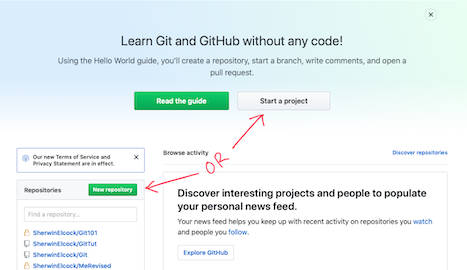 Learn Git and GitHub without any code!
Using the Hello World guide, you'll create a repository, start a branch, write comments, and open a
pull request.
Read the guide
Start a project
OR
Our new Terms of Service and
Privacy Statement are in effect.
Repositories
New repository
Find a repository...
SherwinElcock/Git101
SherwinElcock/GitTut
SherwinElcock/Git
SherwinElcock/MeRevised
Browse activity
Discover repositories
Discover interesting projects and people to populate
your personal news feed.
Your news feed helps you keep up with recent activity on repositories you watch
and people you follow.
Explore GitHub